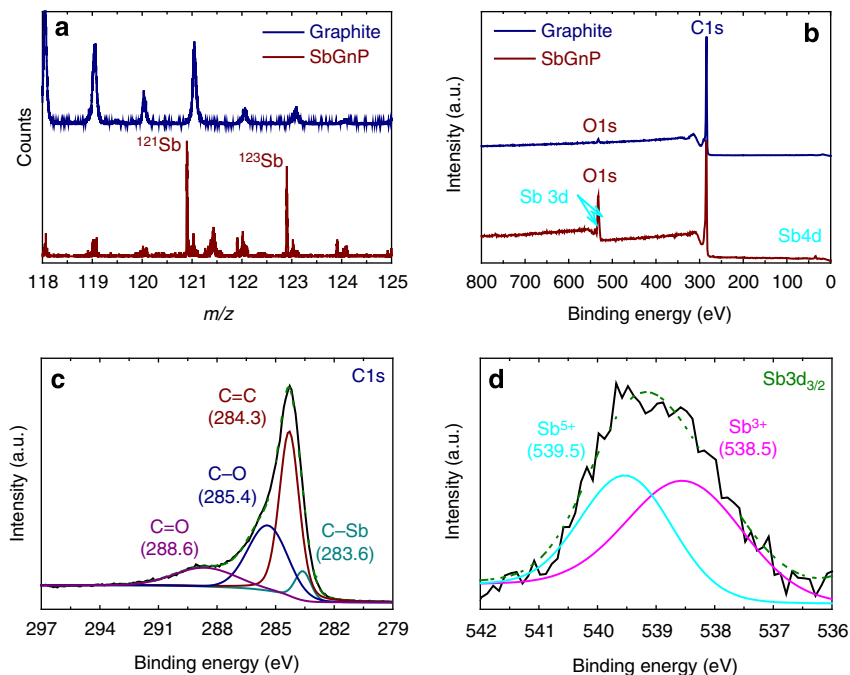 a
Graphite
SbGnP
¹²¹Sb
¹²³Sb
Counts
118 119 120 121 122 123 124 125
m/z
b
Graphite
SbGnP
C1s
O1s
O1s
Sb 3d
Sb4d
Intensity (a.u.)
800 700 600 500 400 300 200 100 0
Binding energy (eV)
c
C1s
C=C
(284.3)
C–O
(285.4)
C=O
(288.6)
C–Sb
(283.6)
Intensity (a.u.)
297 294 291 288 285 282 279
Binding energy (eV)
d
Sb3d₃/₂
Sb⁵⁺
(539.5)
Sb³⁺
(538.5)
Intensity (a.u.)
542 541 540 539 538 537 536
Binding energy (eV)